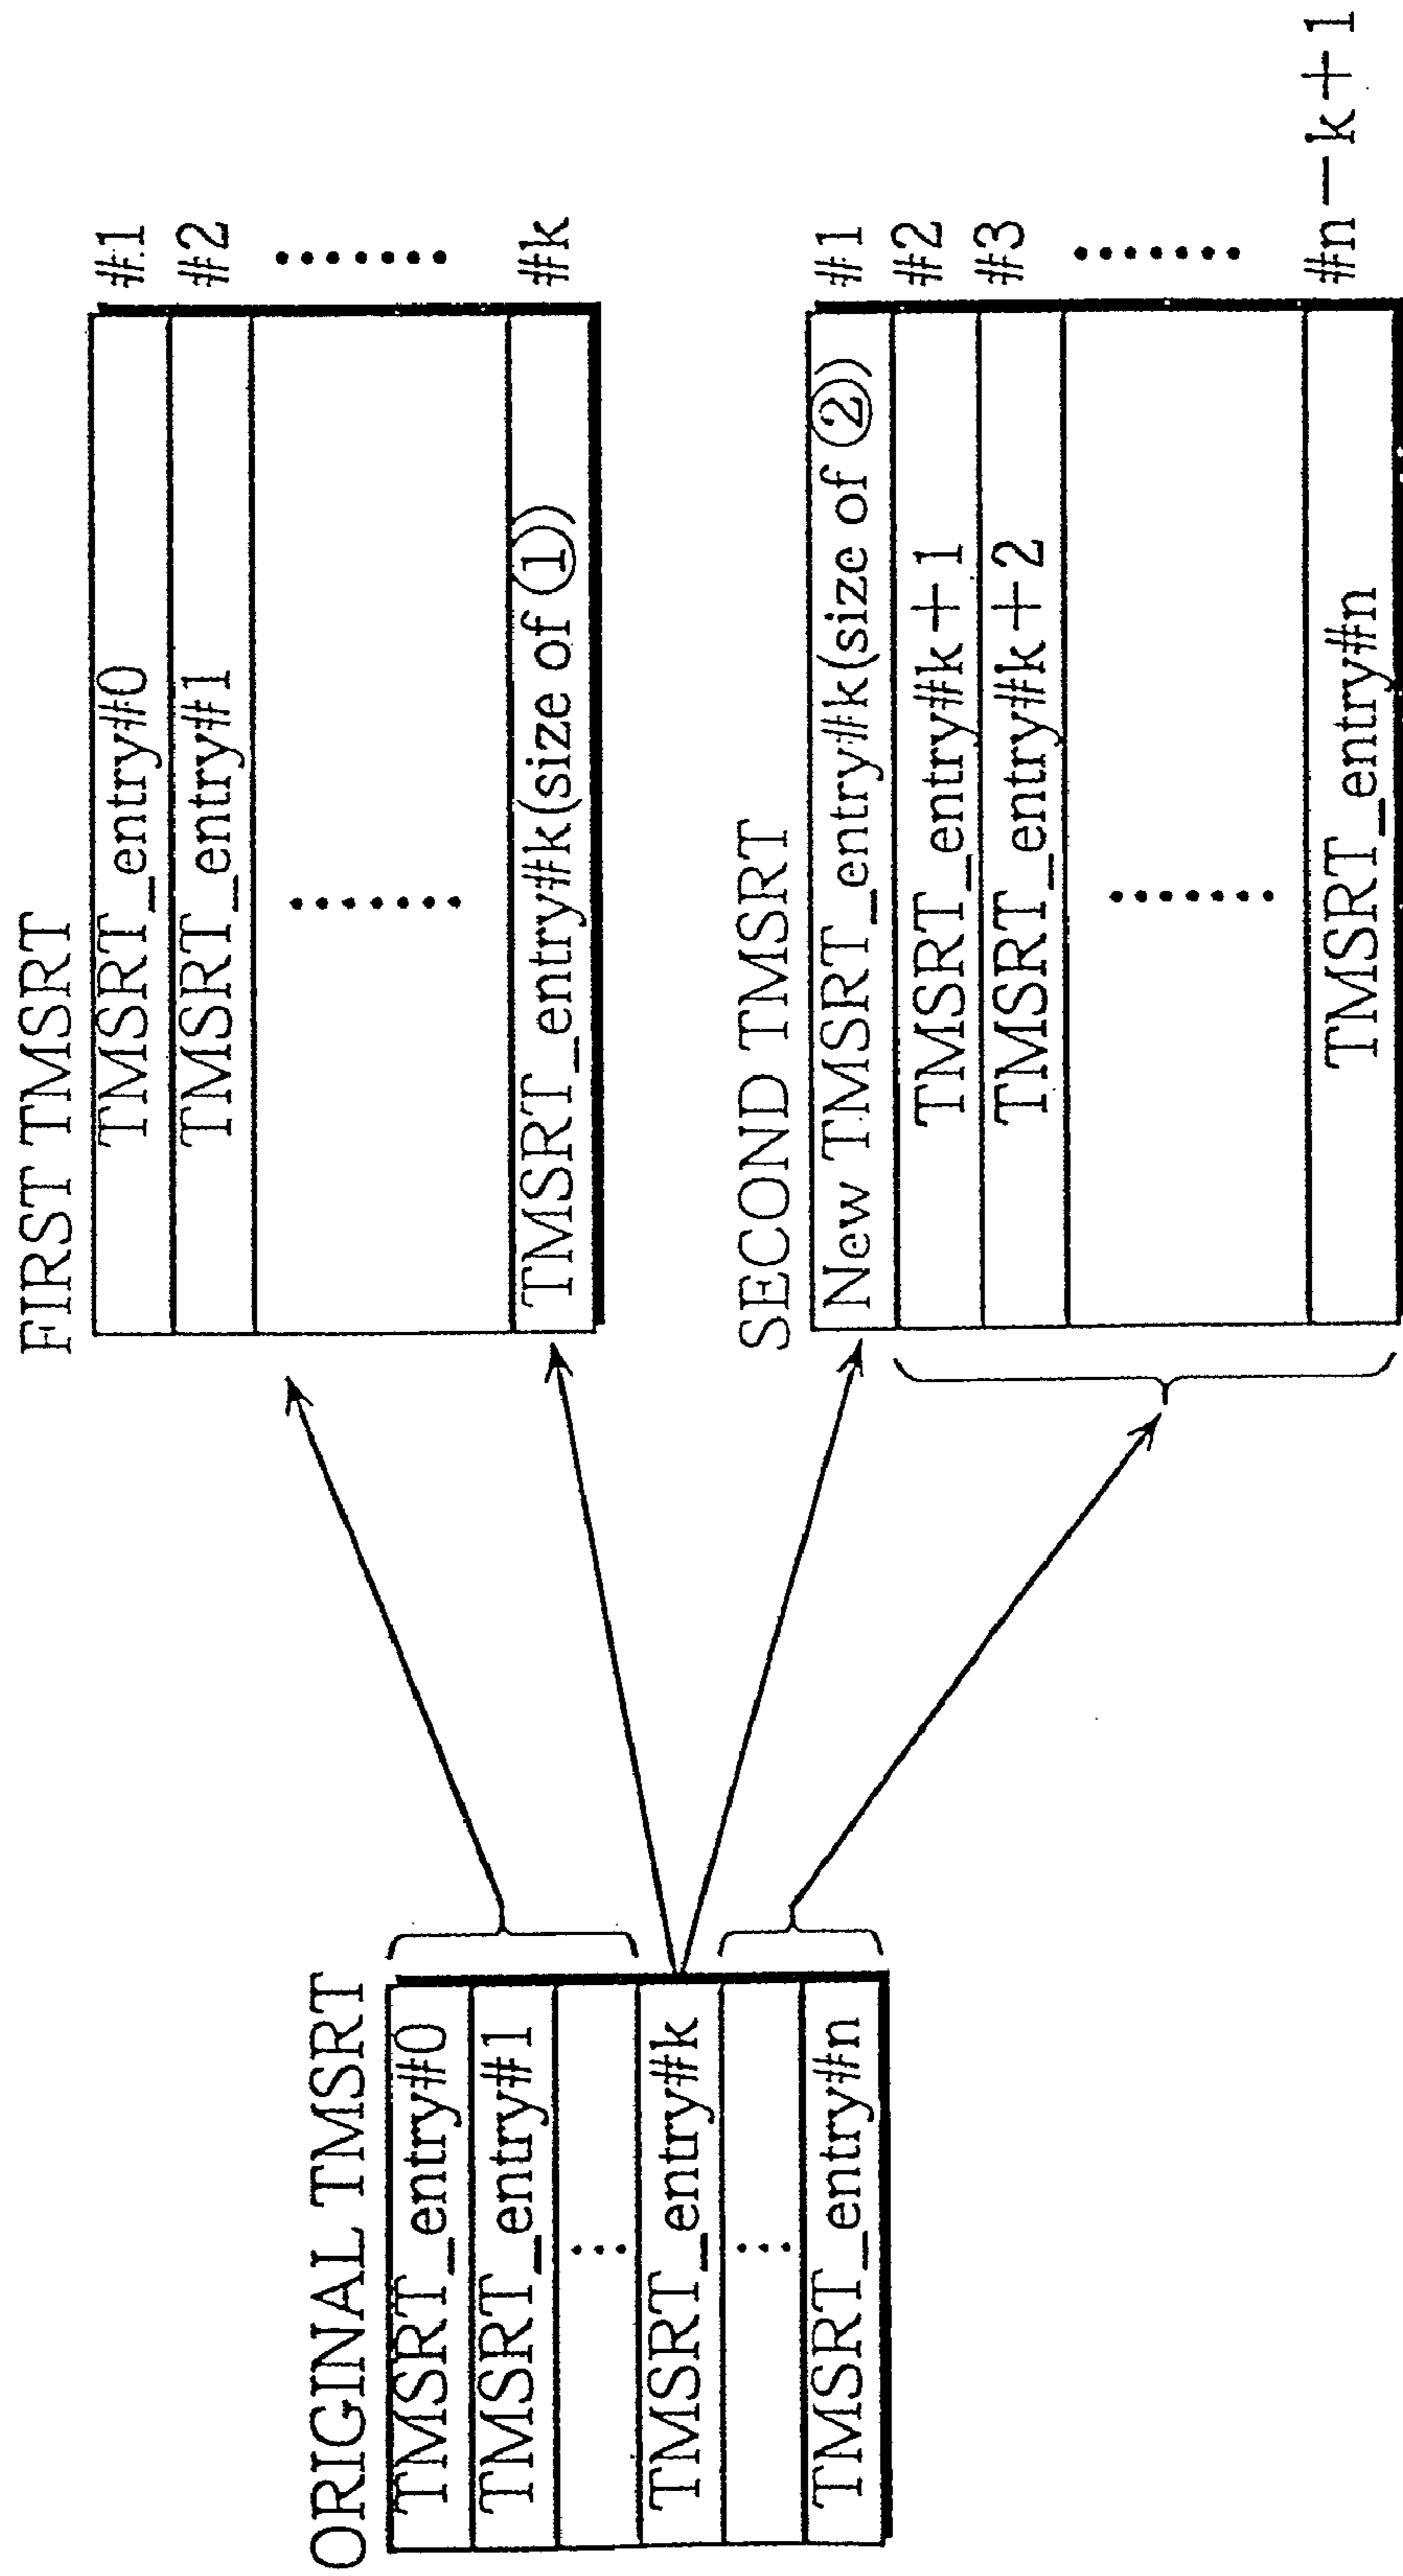 ORIGINAL TMSRT
TMSRT_entry#0
TMSRT_entry#1
...
TMSRT_entry#k
...
TMSRT_entry#n
FIRST TMSRT
TMSRT_entry#0 #1
TMSRT_entry#1 #2
....... .......
TMSRT_entry#k(size of ①) #k
SECOND TMSRT
New TMSRT_entry#k(size of ②) #1
TMSRT_entry#k+1 #2
TMSRT_entry#k+2 #3
....... .......
TMSRT_entry#n #n-k+1